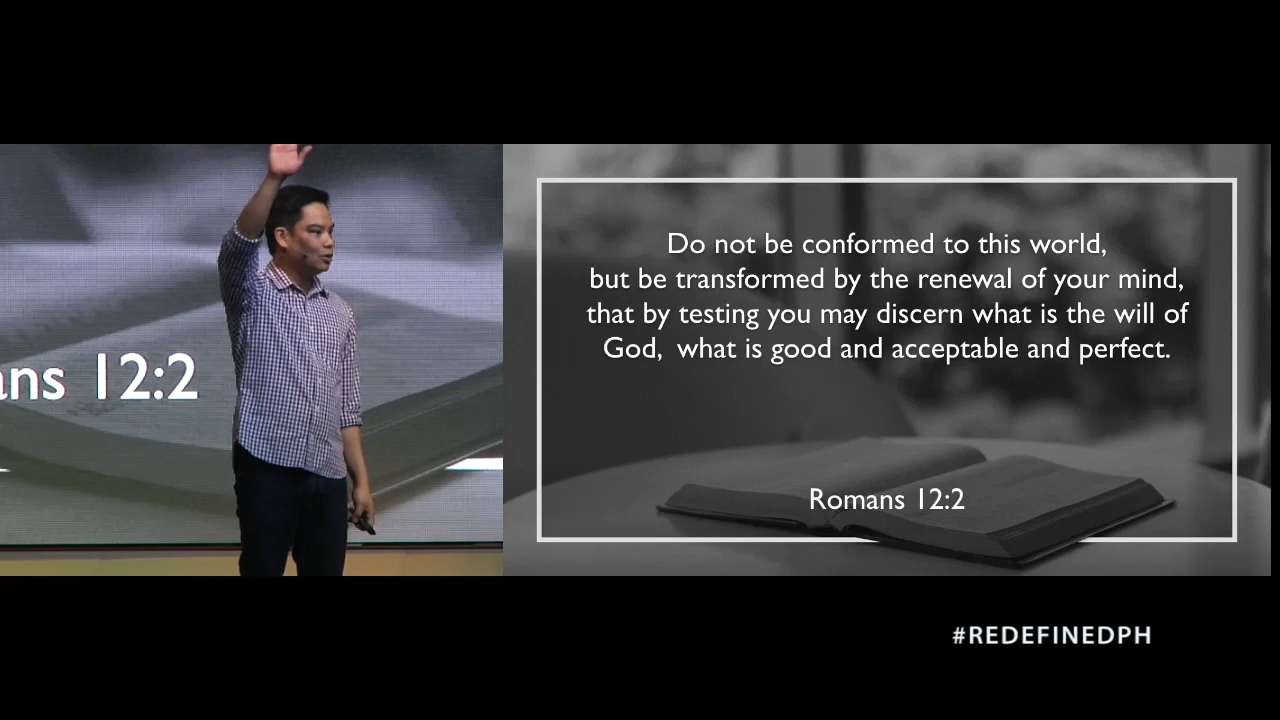 ans 12:2
Do not be conformed to this world,
but be transformed by the renewal of your mind,
that by testing you may discern what is the will of
God, what is good and acceptable and perfect.
Romans 12:2
#REDEFINEDPH